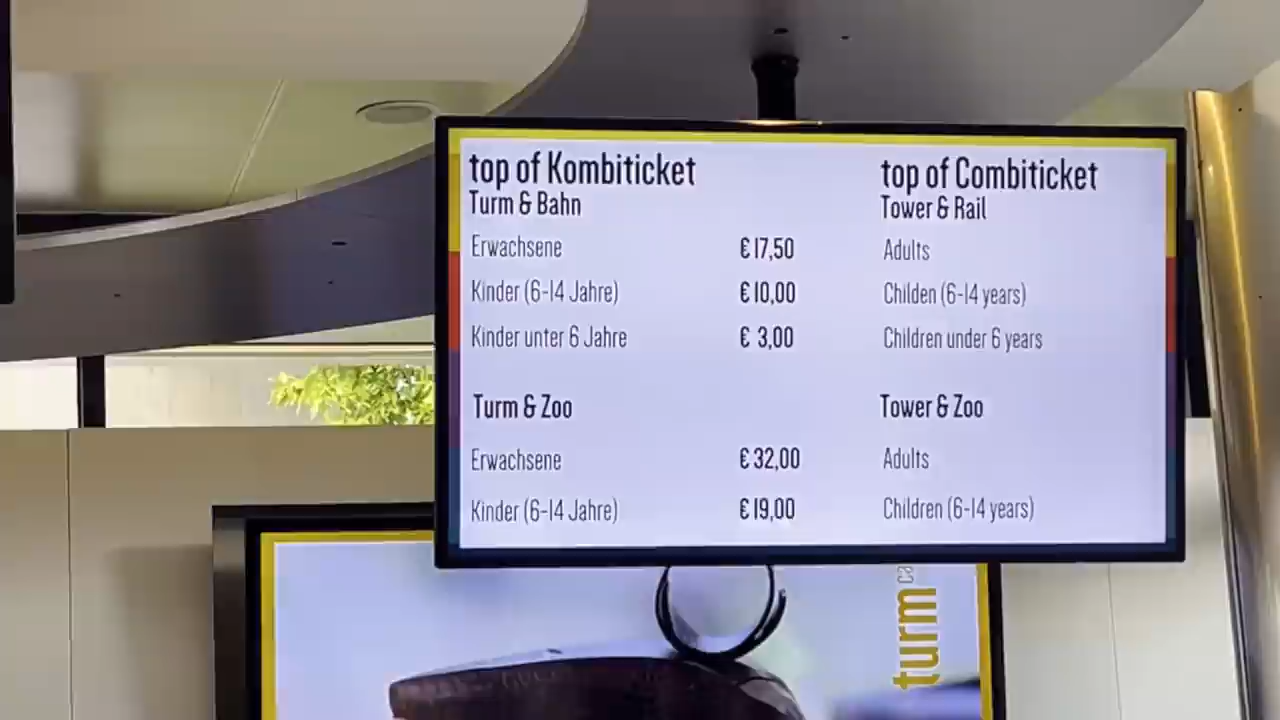 top of Kombiticket
Turm & Bahn
Erwachsene € 17,50
Kinder (6-14 Jahre) € 10,00
Kinder unter 6 Jahre € 3,00
Turm & Zoo
Erwachsene € 32,00
Kinder (6-14 Jahre) € 19,00
top of Combiticket
Tower & Rail
Adults
Childen (6-14 years)
Children under 6 years
Tower & Zoo
Adults
Children (6-14 years)
turm